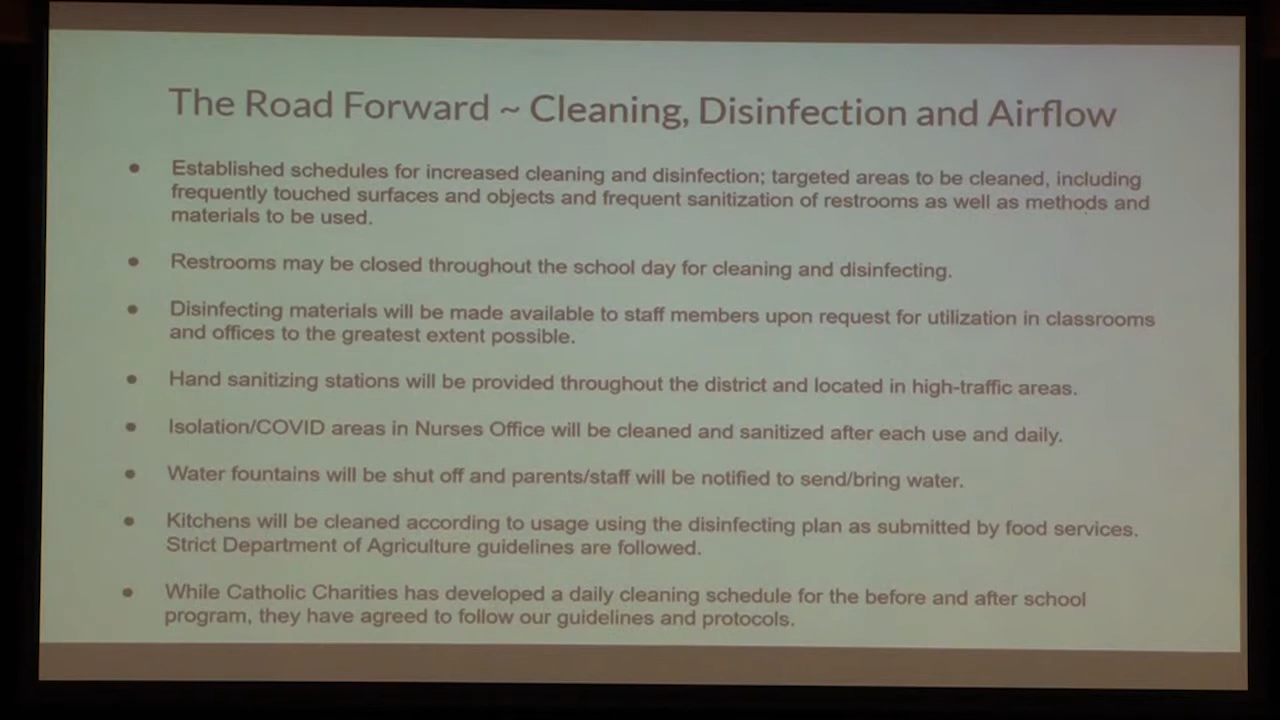 The Road Forward ~ Cleaning, Disinfection and Airflow
• Established schedules for increased cleaning and disinfection; targeted areas to be cleaned, including
frequently touched surfaces and objects and frequent sanitization of restrooms as well as methods and
materials to be used.
• Restrooms may be closed throughout the school day for cleaning and disinfecting.
• Disinfecting materials will be made available to staff members upon request for utilization in classrooms
and offices to the greatest extent possible.
• Hand sanitizing stations will be provided throughout the district and located in high-traffic areas.
• Isolation/COVID areas in Nurses Office will be cleaned and sanitized after each use and daily.
• Water fountains will be shut off and parents/staff will be notified to send/bring water.
• Kitchens will be cleaned according to usage using the disinfecting plan as submitted by food services.
Strict Department of Agriculture guidelines are followed.
• While Catholic Charities has developed a daily cleaning schedule for the before and after school
program, they have agreed to follow our guidelines and protocols.